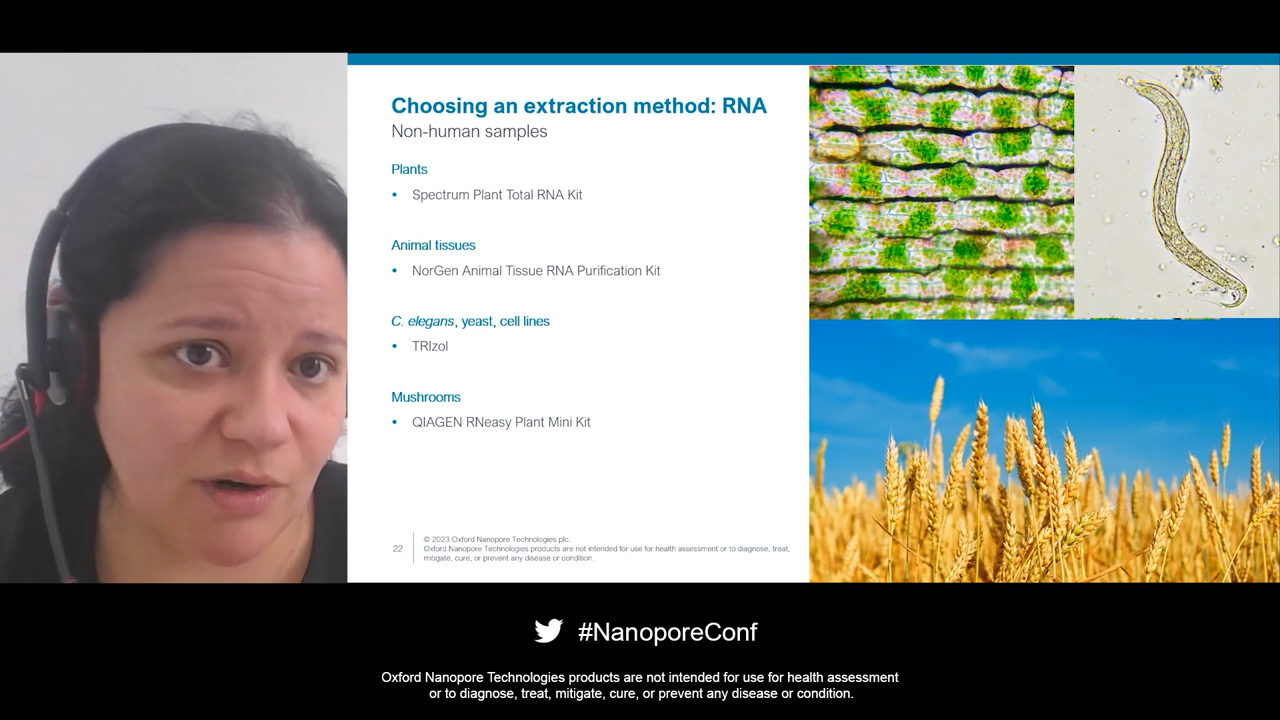 Choosing an extraction method: RNA
Non-human samples
Plants
• Spectrum Plant Total RNA Kit
Animal tissues
• NorGen Animal Tissue RNA Purification Kit
C. elegans, yeast, cell lines
• TRIzol
Mushrooms
• QIAGEN RNeasy Plant Mini Kit
22
© 2023 Oxford Nanopore Technologies plc.
Oxford Nanopore Technologies products are not intended for use for health assessment or to diagnose, treat,
mitigate, cure, or prevent any disease or condition.
#NanoporeConf
Oxford Nanopore Technologies products are not intended for use for health assessment
or to diagnose, treat, mitigate, cure, or prevent any disease or condition.